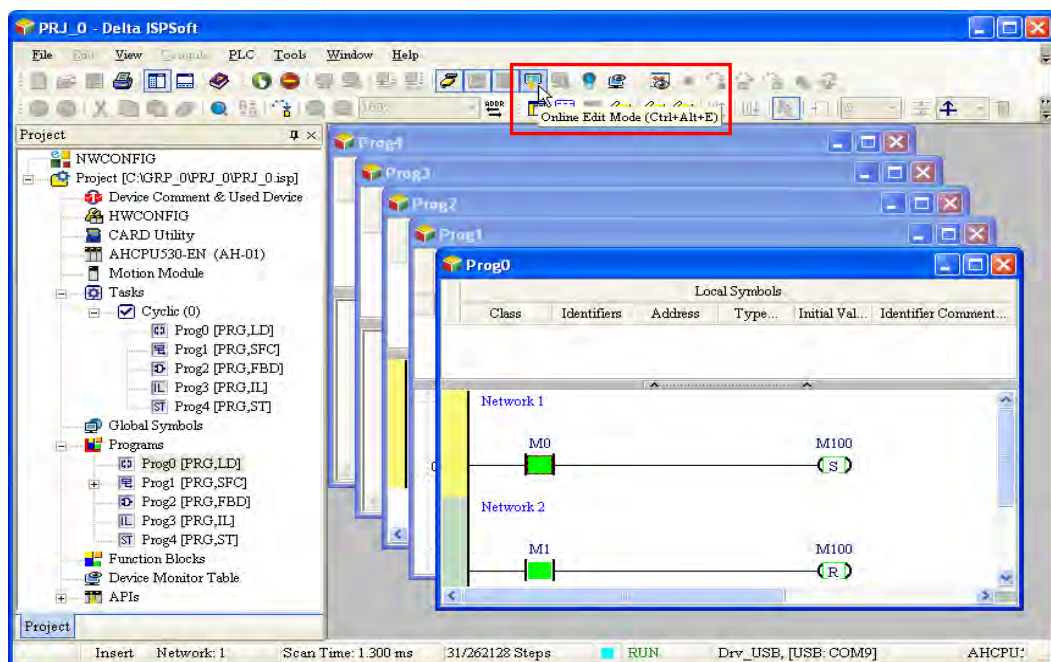 PRJ_0 - Delta ISPSoft
File Edit View Compile PLC Tools Window Help
Online Edit Mode (Ctrl+Alt+E)
Project
NWCONFIG
Project [C:\GRP_0\PRJ_0\PRJ_0.isp]
Device Comment & Used Device
HWCONFIG
CARD Utility
AHCPU530-EN (AH-01)
Motion Module
Tasks
Cyclic (0)
Prog0 [PRG,LD]
Prog1 [PRG,SFC]
Prog2 [PRG,FBD]
Prog3 [PRG,IL]
Prog4 [PRG,ST]
Global Symbols
Programs
Prog0 [PRG,LD]
Prog1 [PRG,SFC]
Prog2 [PRG,FBD]
Prog3 [PRG,IL]
Prog4 [PRG,ST]
Function Blocks
Device Monitor Table
APIs
Project
Prog4
Prog3
Prog2
Prog1
Prog0
Local Symbols
Class Identifiers Address Type... Initial Val... Identifier Comment...
Network 1
M0 M100
S
Network 2
M1 M100
R
Insert Network: 1 Scan Time: 1.300 ms 31/262128 Steps RUN Drv_USB, [USB: COM9] AHCPU: